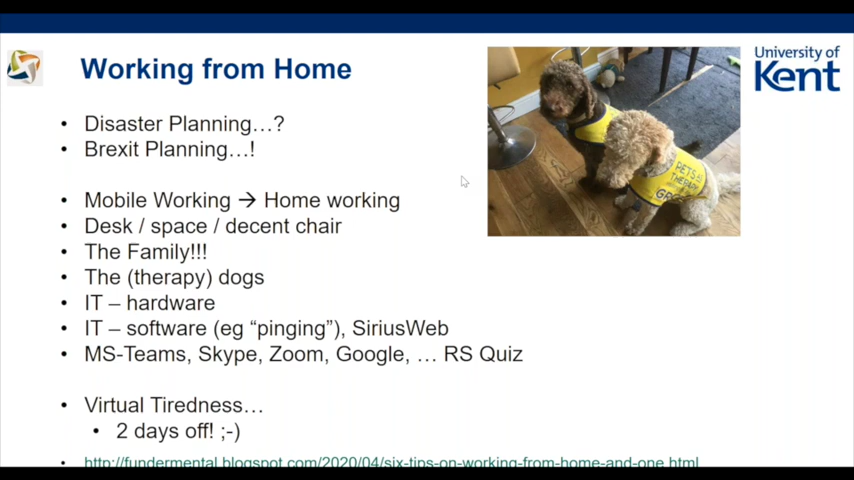 Working from Home
University of
Kent
• Disaster Planning…?
• Brexit Planning…!
• Mobile Working → Home working
• Desk / space / decent chair
• The Family!!!
• The (therapy) dogs
• IT – hardware
• IT – software (eg “pinging”), SiriusWeb
• MS-Teams, Skype, Zoom, Google, … RS Quiz
• Virtual Tiredness…
• 2 days off! ;-)
• http://fundermental.blogspot.com/2020/04/six-tips-on-working-from-home-and-one.html
PETS AS
THERAPY